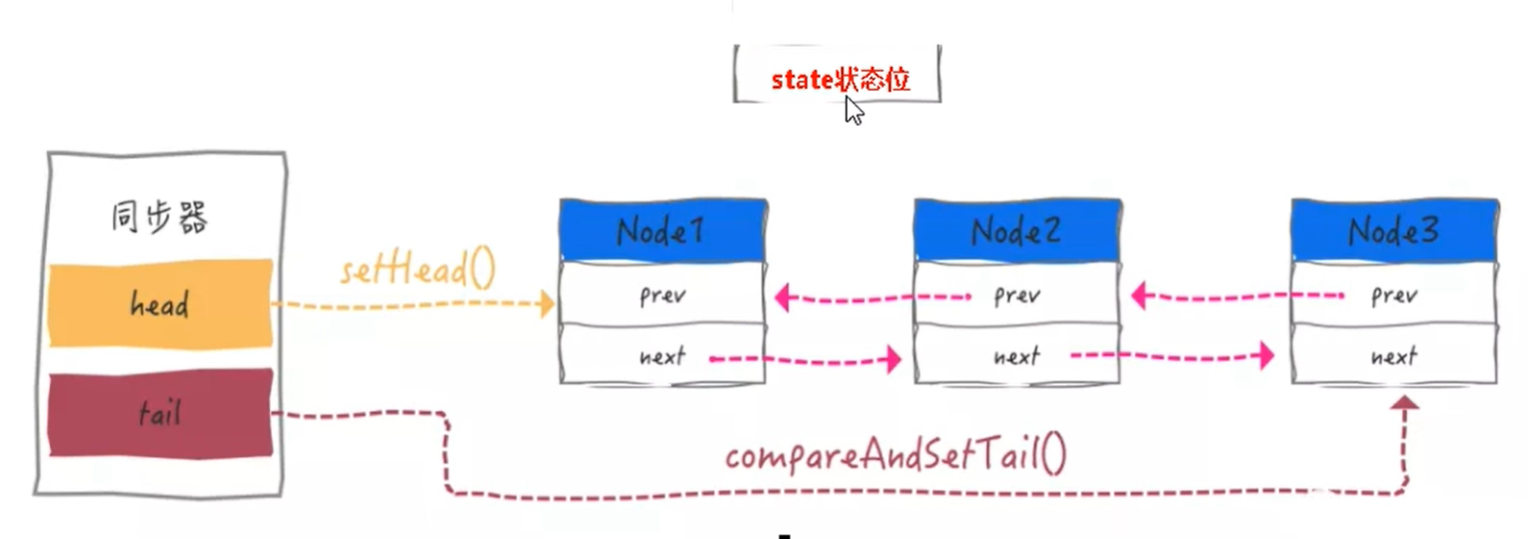 state状态位
同步器
head
tail
setHead()
Node1
prev
next
Node2
prev
next
Node3
prev
next
compareAndSetTail()